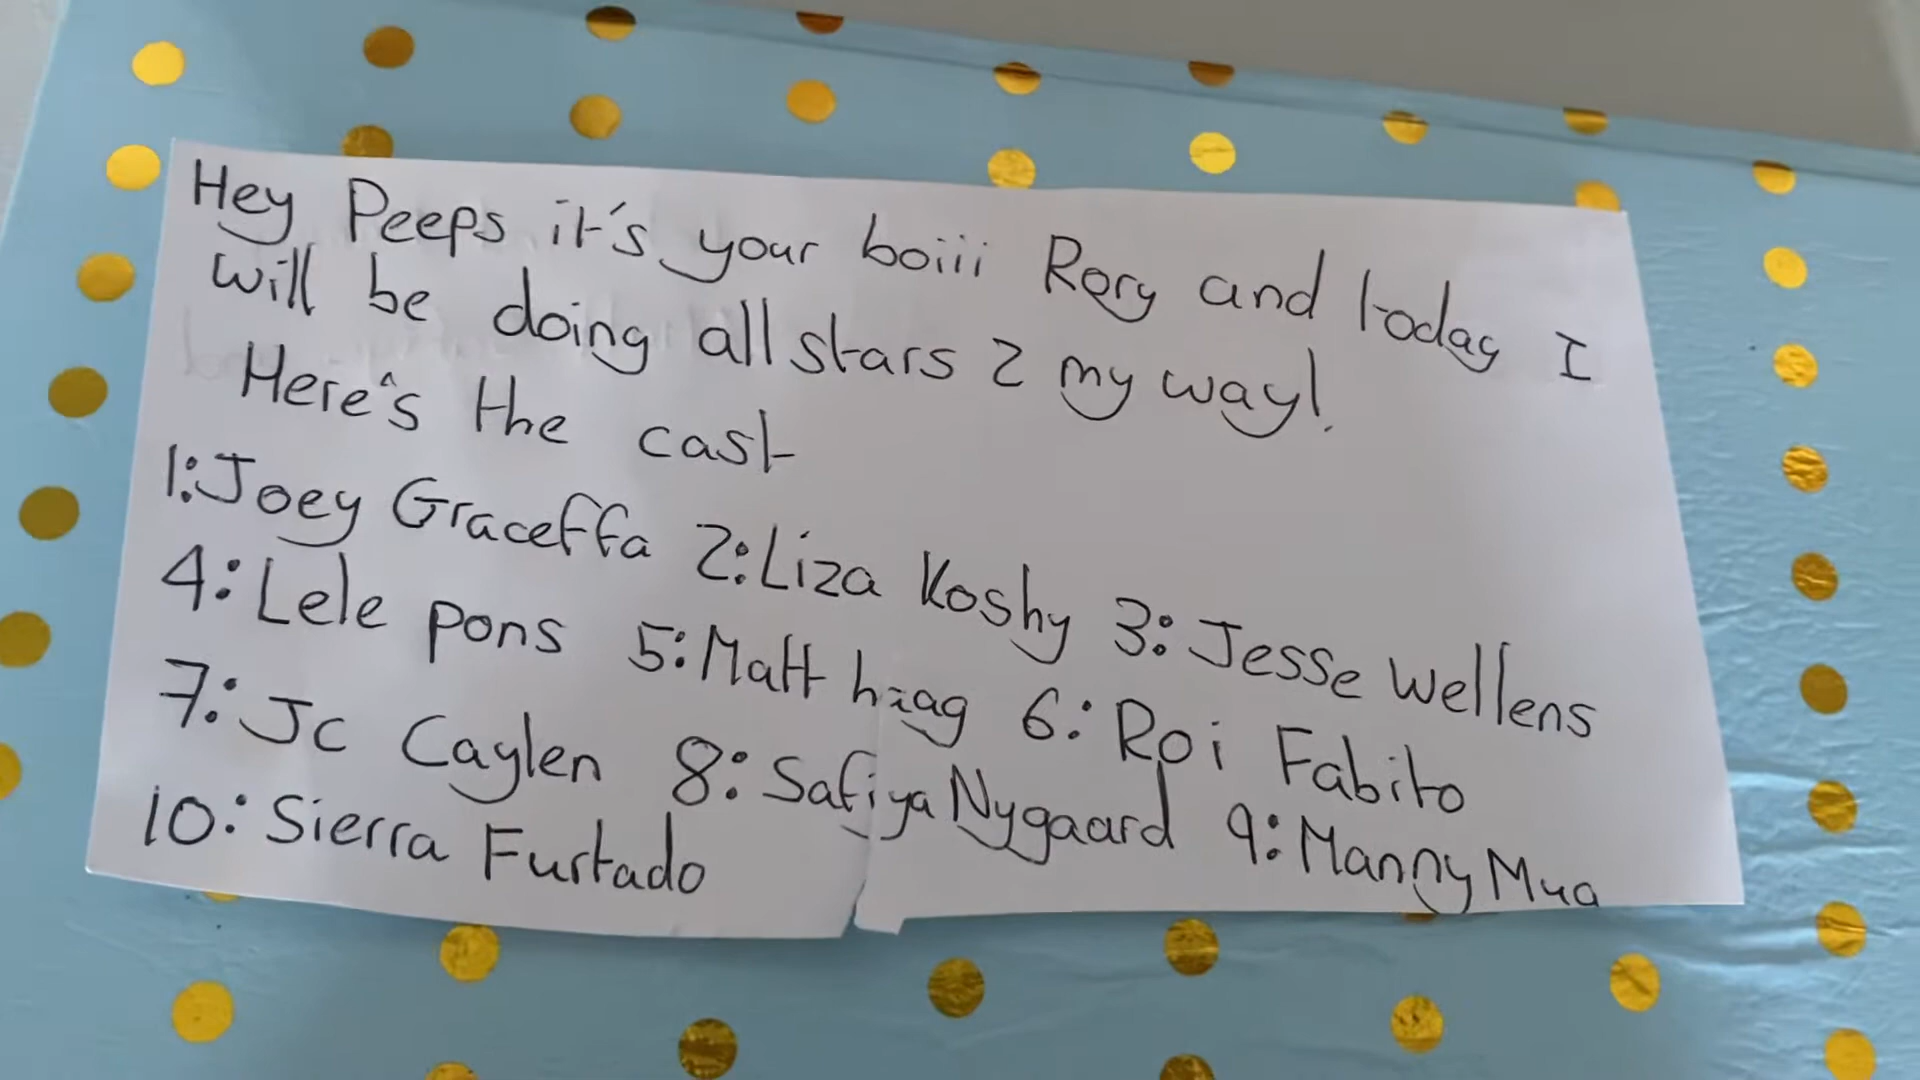 Hey Peeps it's your boiii Rory and today I
will be doing all stars 2 my way!
Here's the cast
1:Joey Graceffa 2:Liza Koshy 3: Jesse wellens
4: Lele pons 5: Matt haag 6: Roi Fabito
7: Jc Caylen 8: Safiya Nygaard 9: Manny Mua
10: Sierra Furtado